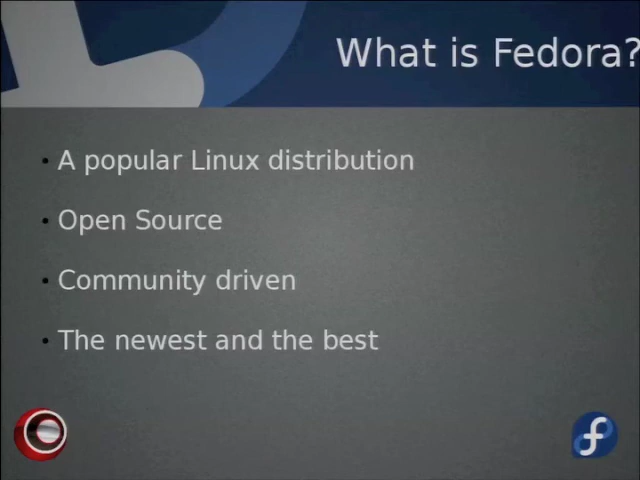 What is Fedora?
• A popular Linux distribution
• Open Source
• Community driven
• The newest and the best